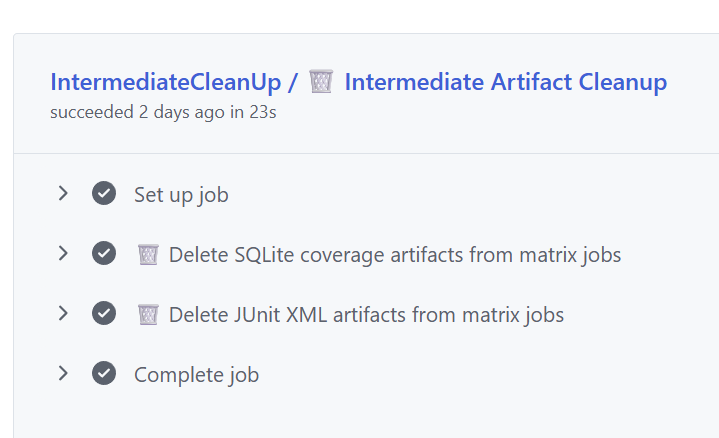 IntermediateCleanUp / 🗑 Intermediate Artifact Cleanup
succeeded 2 days ago in 23s
Set up job
🗑 Delete SQLite coverage artifacts from matrix jobs
🗑 Delete JUnit XML artifacts from matrix jobs
Complete job